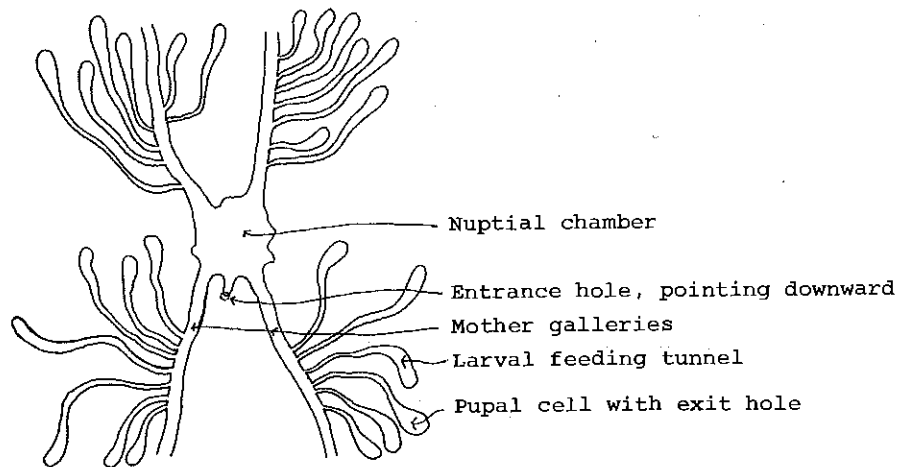 Nuptial chamber
Entrance hole, pointing downward
Mother galleries
Larval feeding tunnel
Pupal cell with exit hole